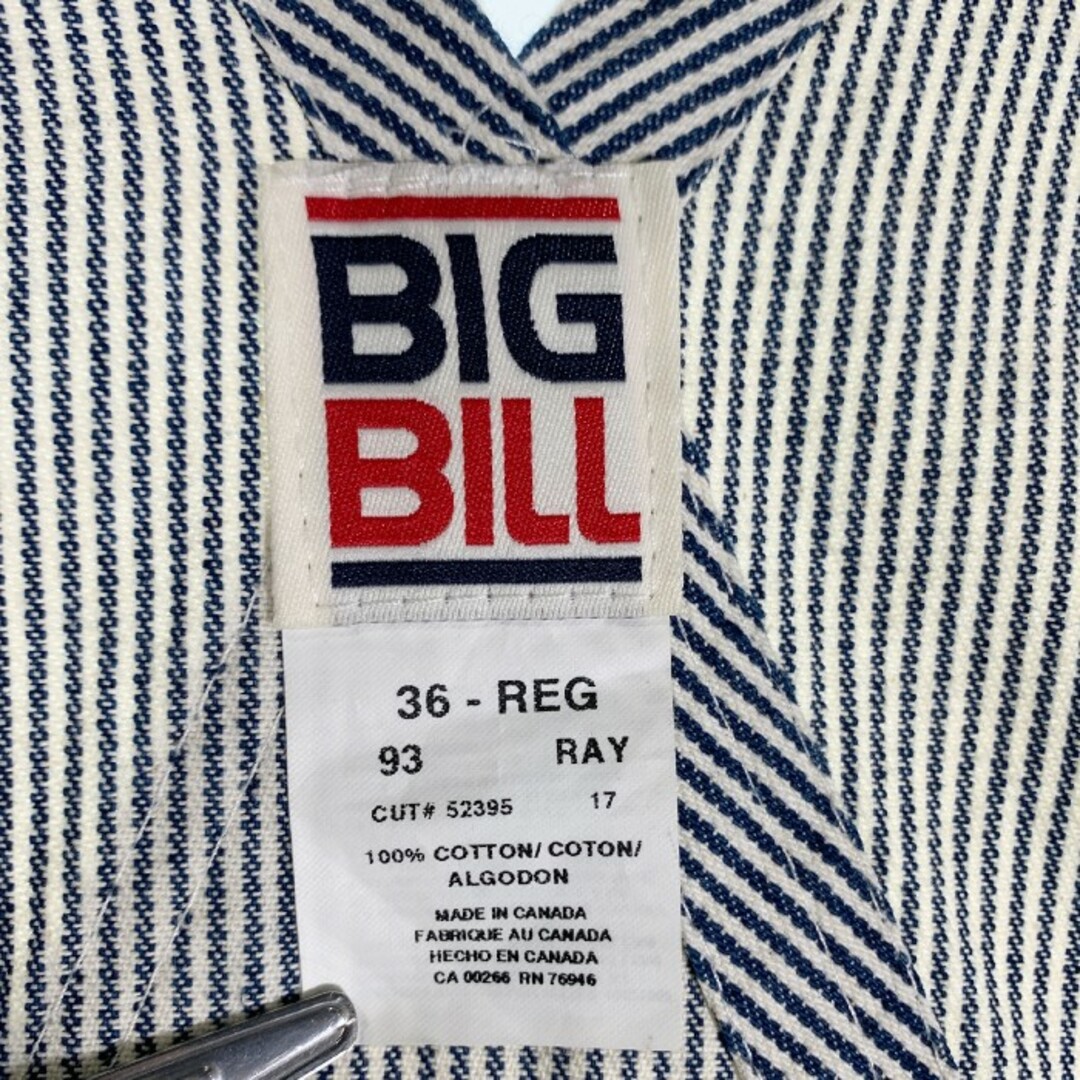 BIG
BILL
36 - REG
93 RAY
CUT# 52395 17
100% COTTON/ COTON/
ALGODON
MADE IN CANADA
FABRIQUE AU CANADA
HECHO EN CANADA
CA 00266 RN 76946